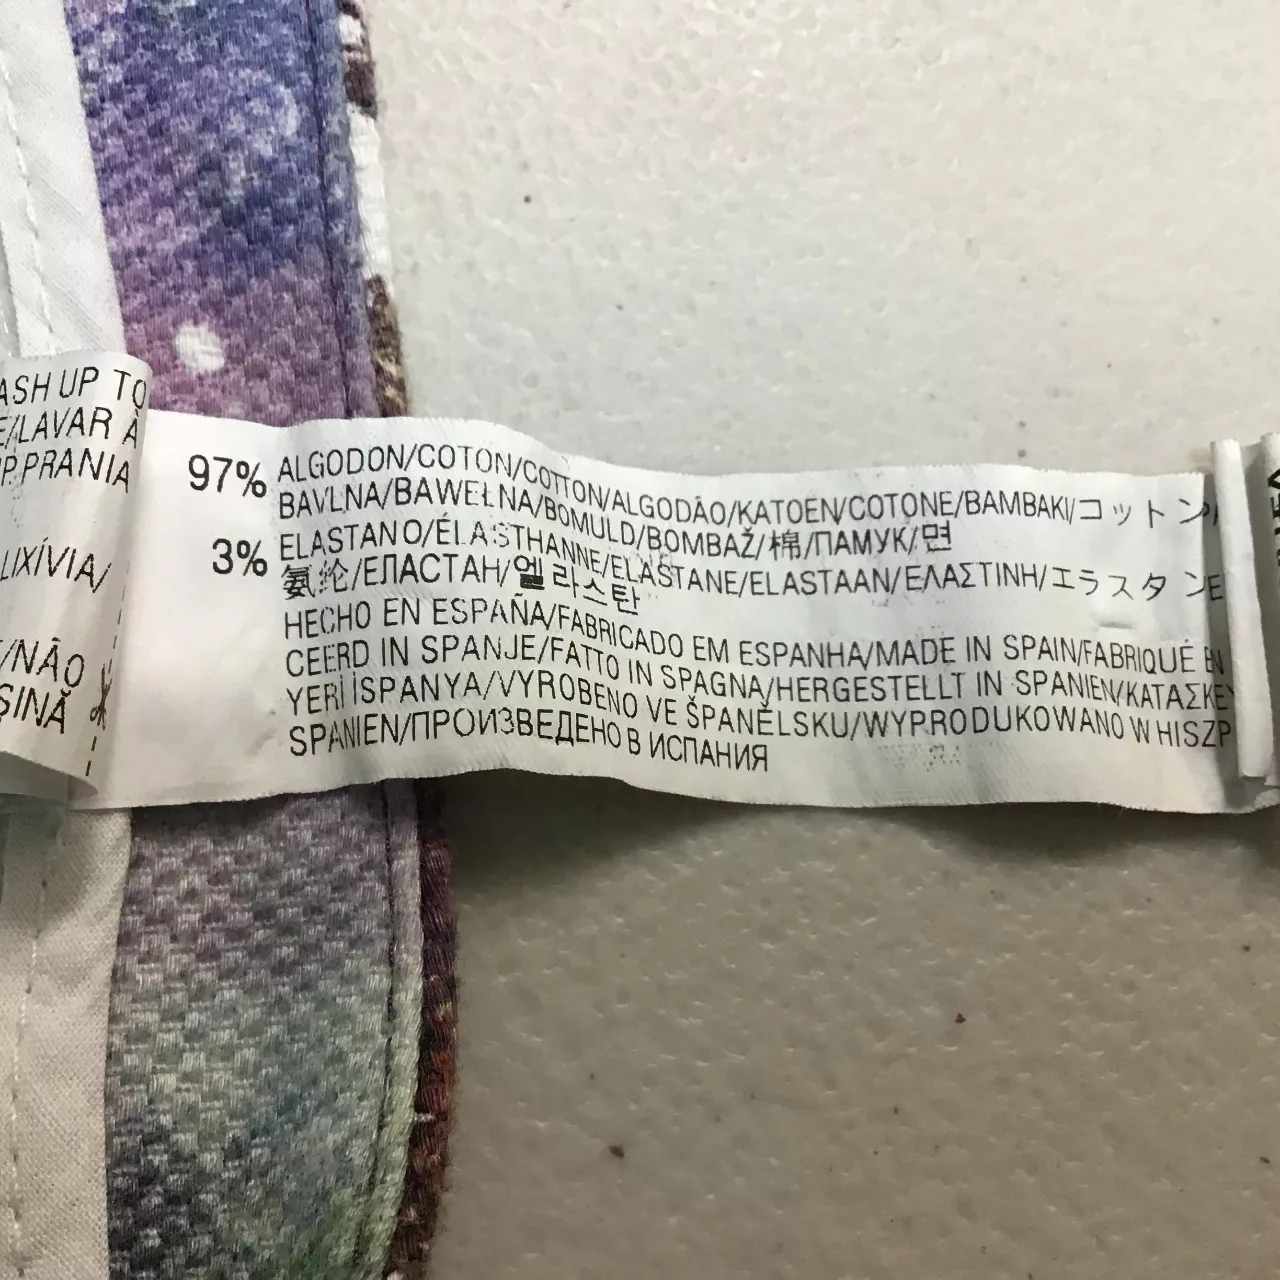 ASH UP TO
E/LAVAR À
P.PRANIA
LIXÍVIA/
/NÃO
ŞINĂ
97% ALGODON/COTON/COTTON/ALGODÃO/KATOEN/COTONE/BAMBAKI/コットン
BAVLNA/BAWEŁNA/BOMULD/BOMBAŽ/棉/ПАМУК/면
3% ELASTANO/ÉLASTHANNE/ELASTANE/ELASTAAN/ΕΛΑΣΤΙΝΗ/エラスタン
氨纶/ЕПАСТАН/엘라스탄
HECHO EN ESPAÑA/FABRICADO EM ESPANHA/MADE IN SPAIN/FABRIQUÉ EN
CEERD IN SPANJE/FATTO IN SPAGNA/HERGESTELLT IN SPANIEN/ΚΑΤΑΣΚΕΥ
YERİ İSPANYA/VYROBENO VE ŠPANĚLSKU/WYPRODUKOWANO W HISZP
SPANIEN/ПРОИЗВЕДЕНО В ИСПАНИЯ